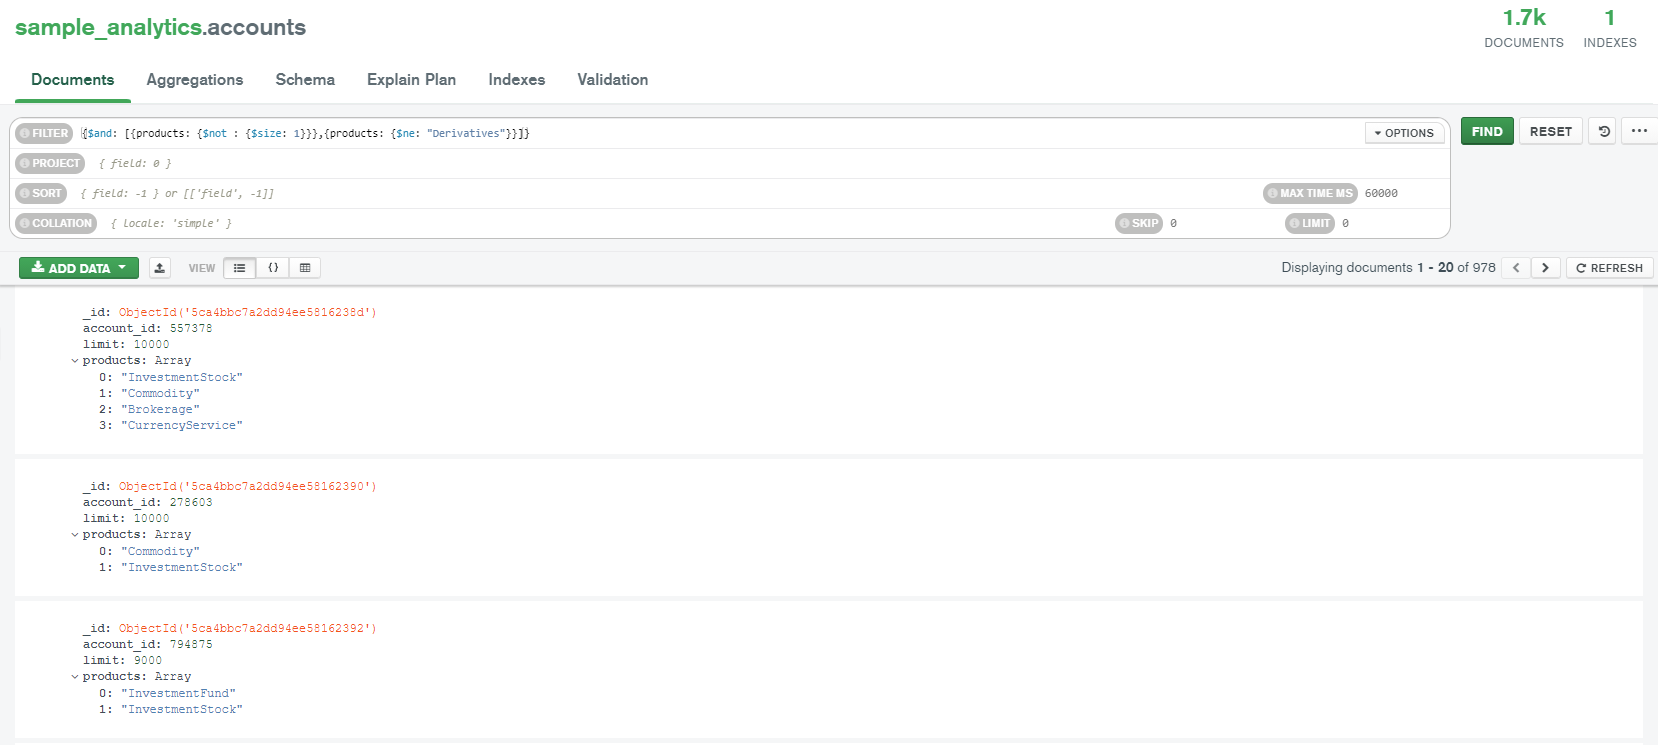 sample_analytics.accounts
1.7k
DOCUMENTS
1
INDEXES
Documents Aggregations Schema Explain Plan Indexes Validation
FILTER {$and: [{products: {$not : {$size: 1}}},{products: {$ne: "Derivatives"}}]} OPTIONS FIND RESET
PROJECT { field: 0 }
SORT { field: -1 } or [['field', -1]] MAX TIME MS 60000
COLLATION { locale: 'simple' } SKIP 0 LIMIT 0
ADD DATA VIEW {} Displaying documents 1 - 20 of 978 < > REFRESH
_id: ObjectId('5ca4bbc7a2dd94ee5816238d')
account_id: 557378
limit: 10000
products: Array
0: "InvestmentStock"
1: "Commodity"
2: "Brokerage"
3: "CurrencyService"
_id: ObjectId('5ca4bbc7a2dd94ee58162390')
account_id: 278603
limit: 10000
products: Array
0: "Commodity"
1: "InvestmentStock"
_id: ObjectId('5ca4bbc7a2dd94ee58162392')
account_id: 794875
limit: 9000
products: Array
0: "InvestmentFund"
1: "InvestmentStock"